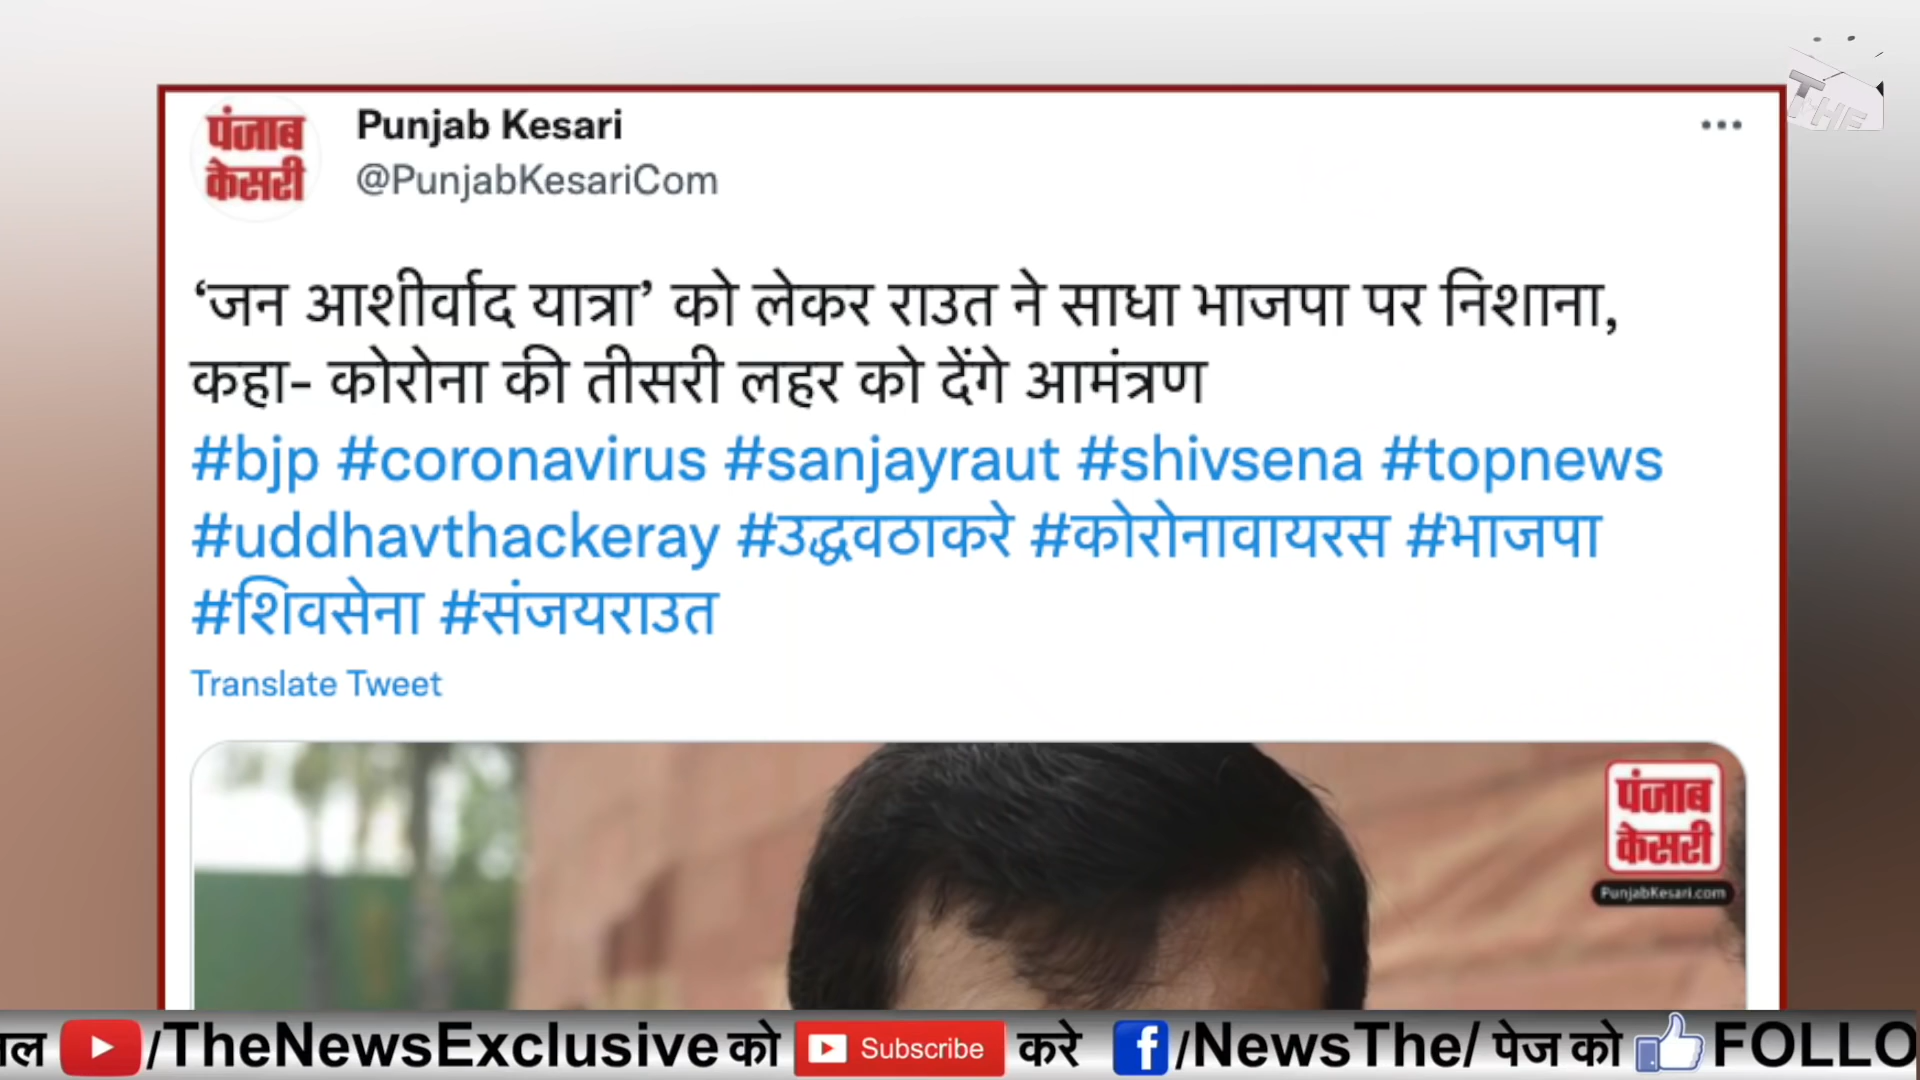 THE
पंजाब
केसरी
Punjab Kesari
@PunjabKesariCom
‘जन आशीर्वाद यात्रा’ को लेकर राउत ने साधा भाजपा पर निशाना,
कहा- कोरोना की तीसरी लहर को देंगे आमंत्रण
#bjp #coronavirus #sanjayraut #shivsena #topnews
#uddhavthackeray #उद्धवठाकरे #कोरोनावायरस #भाजपा
#शिवसेना #संजयराउत
Translate Tweet
पंजाब
केसरी
PunjabKesari.com
/TheNewsExclusive को Subscribe करे /NewsThe/ पेज को FOLLO